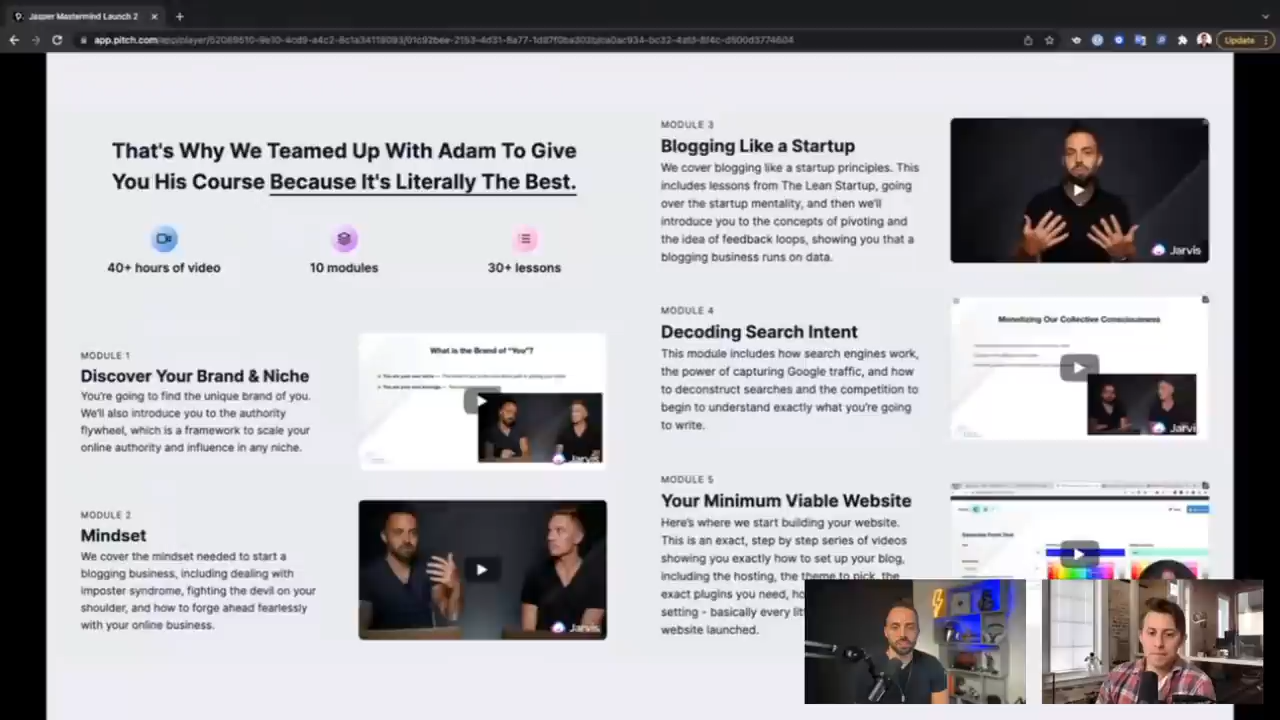 Jasper Mastermind Launch 2
app.pitch.com
Update
That's Why We Teamed Up With Adam To Give
You His Course Because It's Literally The Best.
40+ hours of video
10 modules
30+ lessons
MODULE 1
Discover Your Brand & Niche
You're going to find the unique brand of you.
We'll also introduce you to the authority
flywheel, which is a framework to scale your
online authority and influence in any niche.
What is the Brand of "You"?
Jarvis
MODULE 2
Mindset
We cover the mindset needed to start a
blogging business, including dealing with
imposter syndrome, fighting the devil on your
shoulder, and how to forge ahead fearlessly
with your online business.
Jarvis
MODULE 3
Blogging Like a Startup
We cover blogging like a startup principles. This
includes lessons from The Lean Startup, going
over the startup mentality, and then we'll
introduce you to the concepts of pivoting and
the idea of feedback loops, showing you that a
blogging business runs on data.
Jarvis
MODULE 4
Decoding Search Intent
This module includes how search engines work,
the power of capturing Google traffic, and how
to deconstruct searches and the competition to
begin to understand exactly what you're going
to write.
Monetizing Our Collective Consciousness
Jarvi
MODULE 5
Your Minimum Viable Website
Here's where we start building your website.
This is an exact, step by step series of videos
showing you exactly how to set up your blog,
including the hosting, the theme to pick, the
exact plugins you need, ho
setting - basically every lit
website launched.